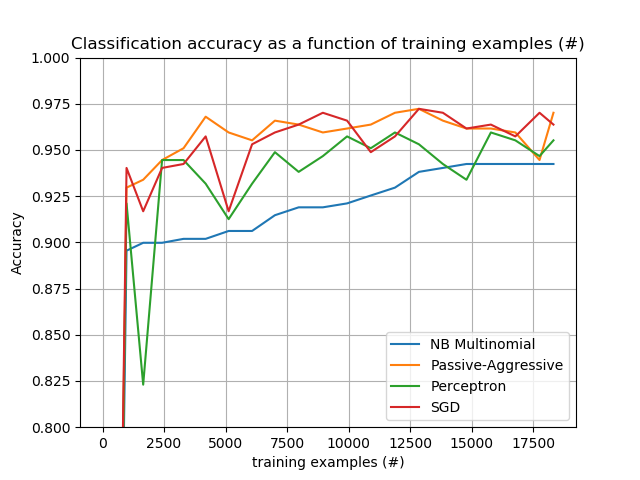 Classification accuracy as a function of training examples (#)
1.000
0.975
0.950
0.925
0.900
0.875
0.850
0.825
0.800
Accuracy
NB Multinomial
Passive-Aggressive
Perceptron
SGD
0 2500 5000 7500 10000 12500 15000 17500
training examples (#)